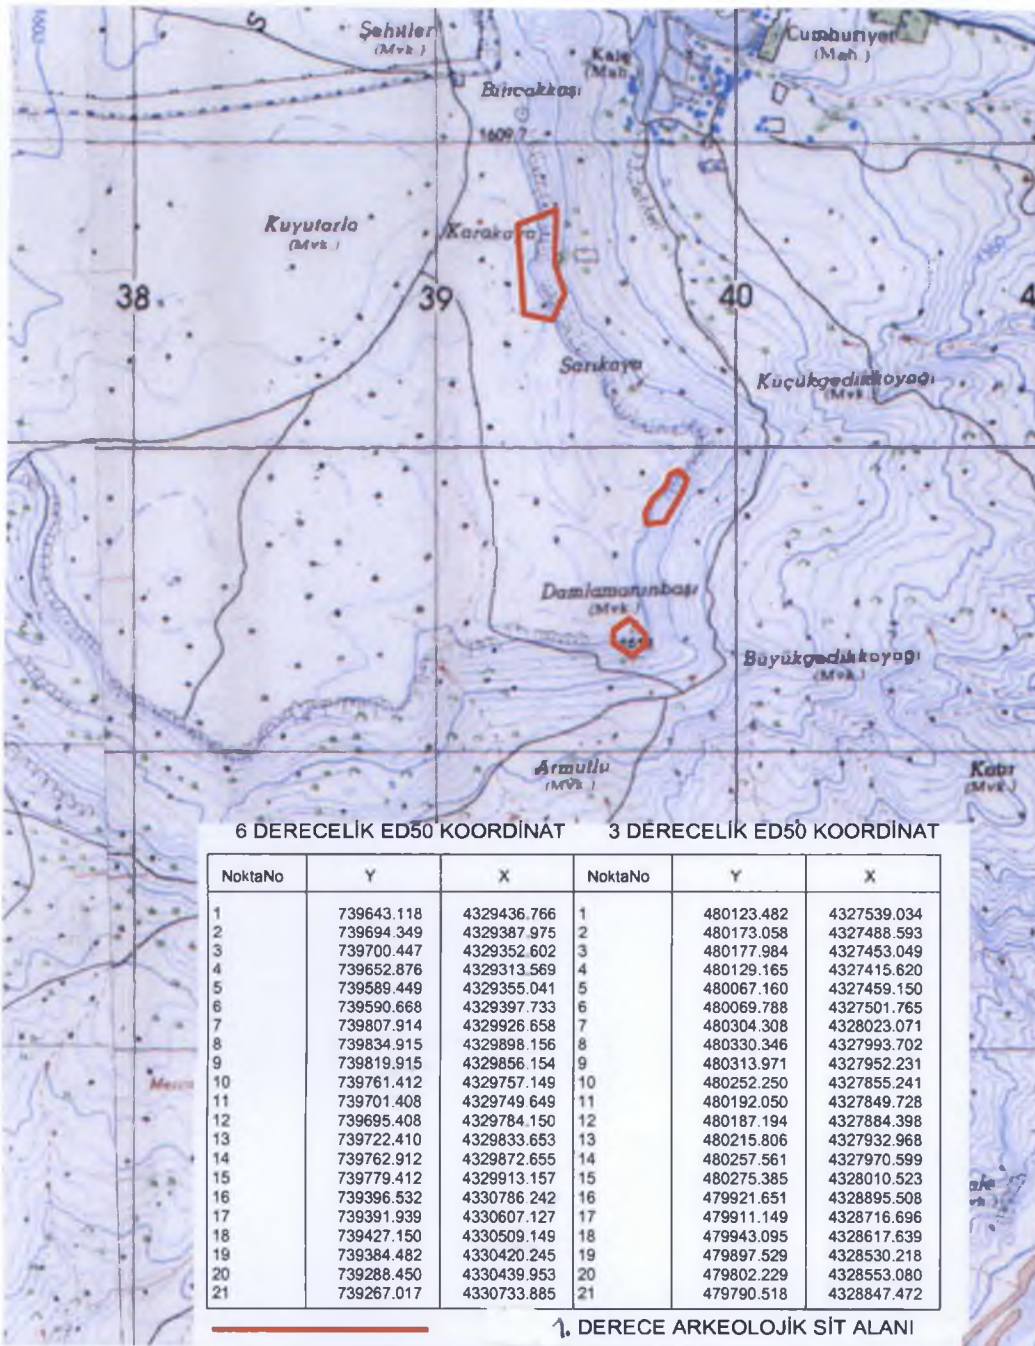 Şehitler
(Mvk.)
Cumhuriyet
(Mah.)
Kale
(Mah.
1609.7
Kuyutarla
(Mvk.)
Karakaya
38
39
40
Sarıkaya
Küçükgedikkoyağı
(Mvk.)
Damlamanınbaşı
(Mvk.)
Büyükgedikkoyağı
(Mvk.)
Armutlu
(Mvk.)
Katır
(Mvk.)
6 DERECELİK ED50 KOORDİNAT 3 DERECELİK ED50 KOORDİNAT
NoktaNo Y X NoktaNo Y X
1 739643.118 4329436.766 1 480123.482 4327539.034
2 739694.349 4329387.975 2 480173.058 4327488.593
3 739700.447 4329352.602 3 480177.984 4327453.049
4 739652.876 4329313.569 4 480129.165 4327415.620
5 739589.449 4329355.041 5 480067.160 4327459.150
6 739590.668 4329397.733 6 480069.788 4327501.765
7 739807.914 4329926.658 7 480304.308 4328023.071
8 739834.915 4329898.156 8 480330.346 4327993.702
9 739819.915 4329856.154 9 480313.971 4327952.231
10 739761.412 4329757.149 10 480252.250 4327855.241
11 739701.408 4329749.649 11 480192.050 4327849.728
12 739695.408 4329784.150 12 480187.194 4327884.398
13 739722.410 4329833.653 13 480215.806 4327932.968
14 739762.912 4329872.655 14 480257.561 4327970.599
15 739779.412 4329913.157 15 480275.385 4328010.523
16 739396.532 4330786.242 16 479921.651 4328895.508
17 739391.939 4330607.127 17 479911.149 4328716.696
18 739427.150 4330509.149 18 479943.095 4328617.639
19 739384.482 4330420.245 19 479897.529 4328530.218
20 739288.450 4330439.953 20 479802.229 4328553.080
21 739267.017 4330733.885 21 479790.518 4328847.472
1. DERECE ARKEOLOJİK SİT ALANI